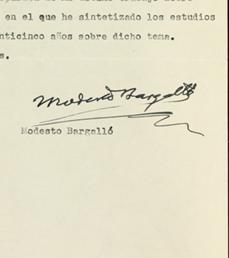 en el que he sintetizado los estudios
nticinco años sobre dicho tema.
s.
Modesto Bargalló
Modesto Bargalló